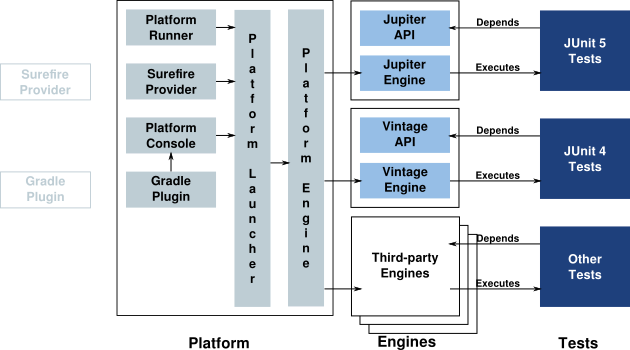 Surefire
Provider
Gradle
Plugin
Platform
Runner
Surefire
Provider
Platform
Console
Gradle
Plugin
Platform Launcher
Platform Engine
Jupiter
API
Jupiter
Engine
Vintage
API
Vintage
Engine
Third-party
Engines
Depends
Executes
Depends
Executes
Depends
Executes
JUnit 5
Tests
JUnit 4
Tests
Other
Tests
Platform
Engines
Tests